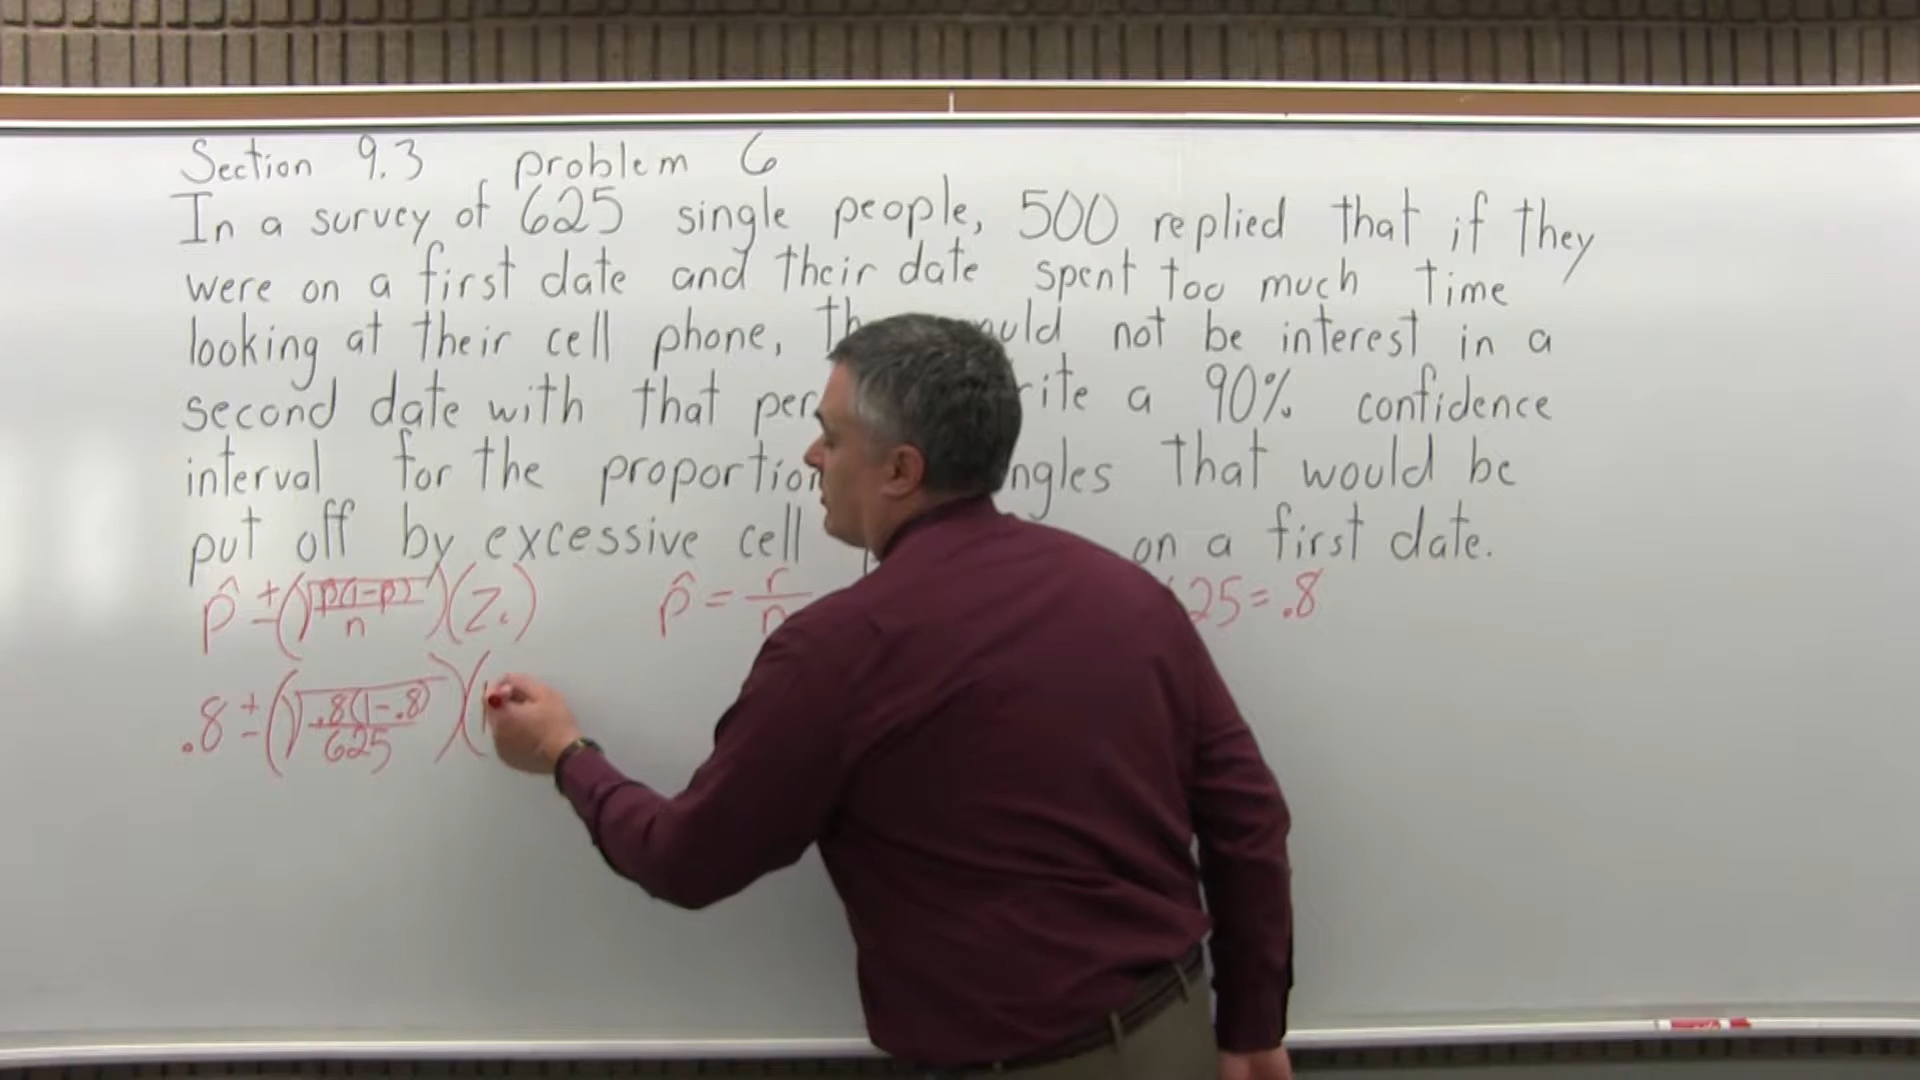 Section 9.3 problem 6
In a survey of 625 single people, 500 replied that if they
were on a first date and their date spent too much time
looking at their cell phone, would not be interest in a
second date with that a 90% confidence
interval for the proportion that would be
put off by excessive cell on a first date.
p̂ ± (√(p(1-p)/n))(Zc) p̂ = r/n 25 = .8
.8 ± (√(.8(1-.8)/625))(1